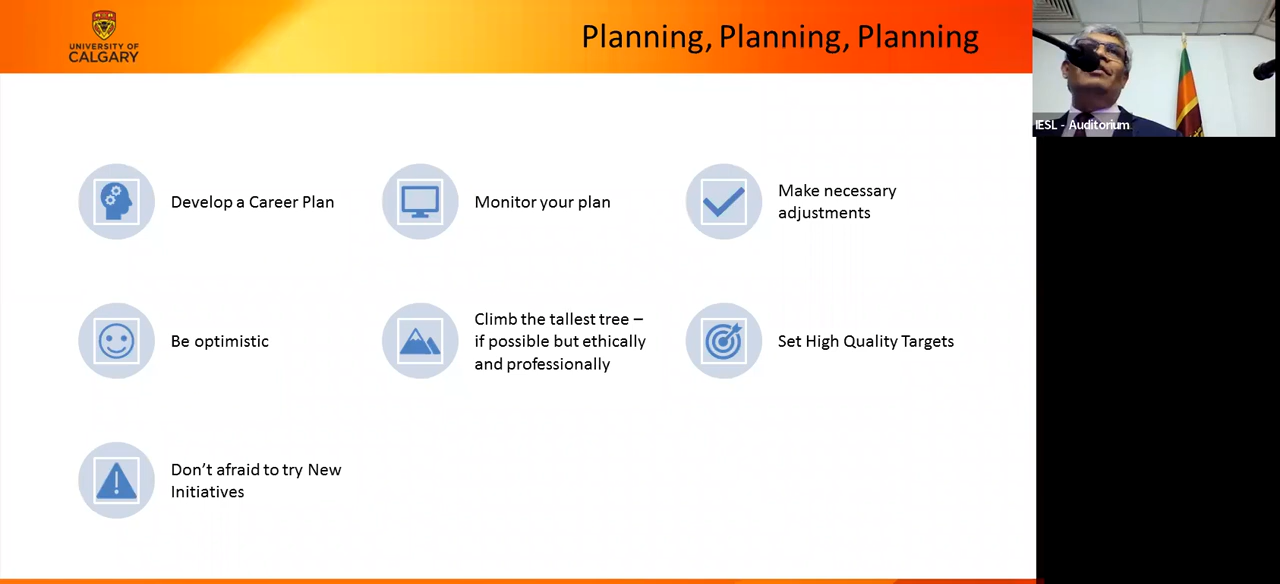 UNIVERSITY OF
CALGARY
Planning, Planning, Planning
IESL - Auditorium
Develop a Career Plan
Monitor your plan
Make necessary
adjustments
Be optimistic
Climb the tallest tree –
if possible but ethically
and professionally
Set High Quality Targets
Don’t afraid to try New
Initiatives